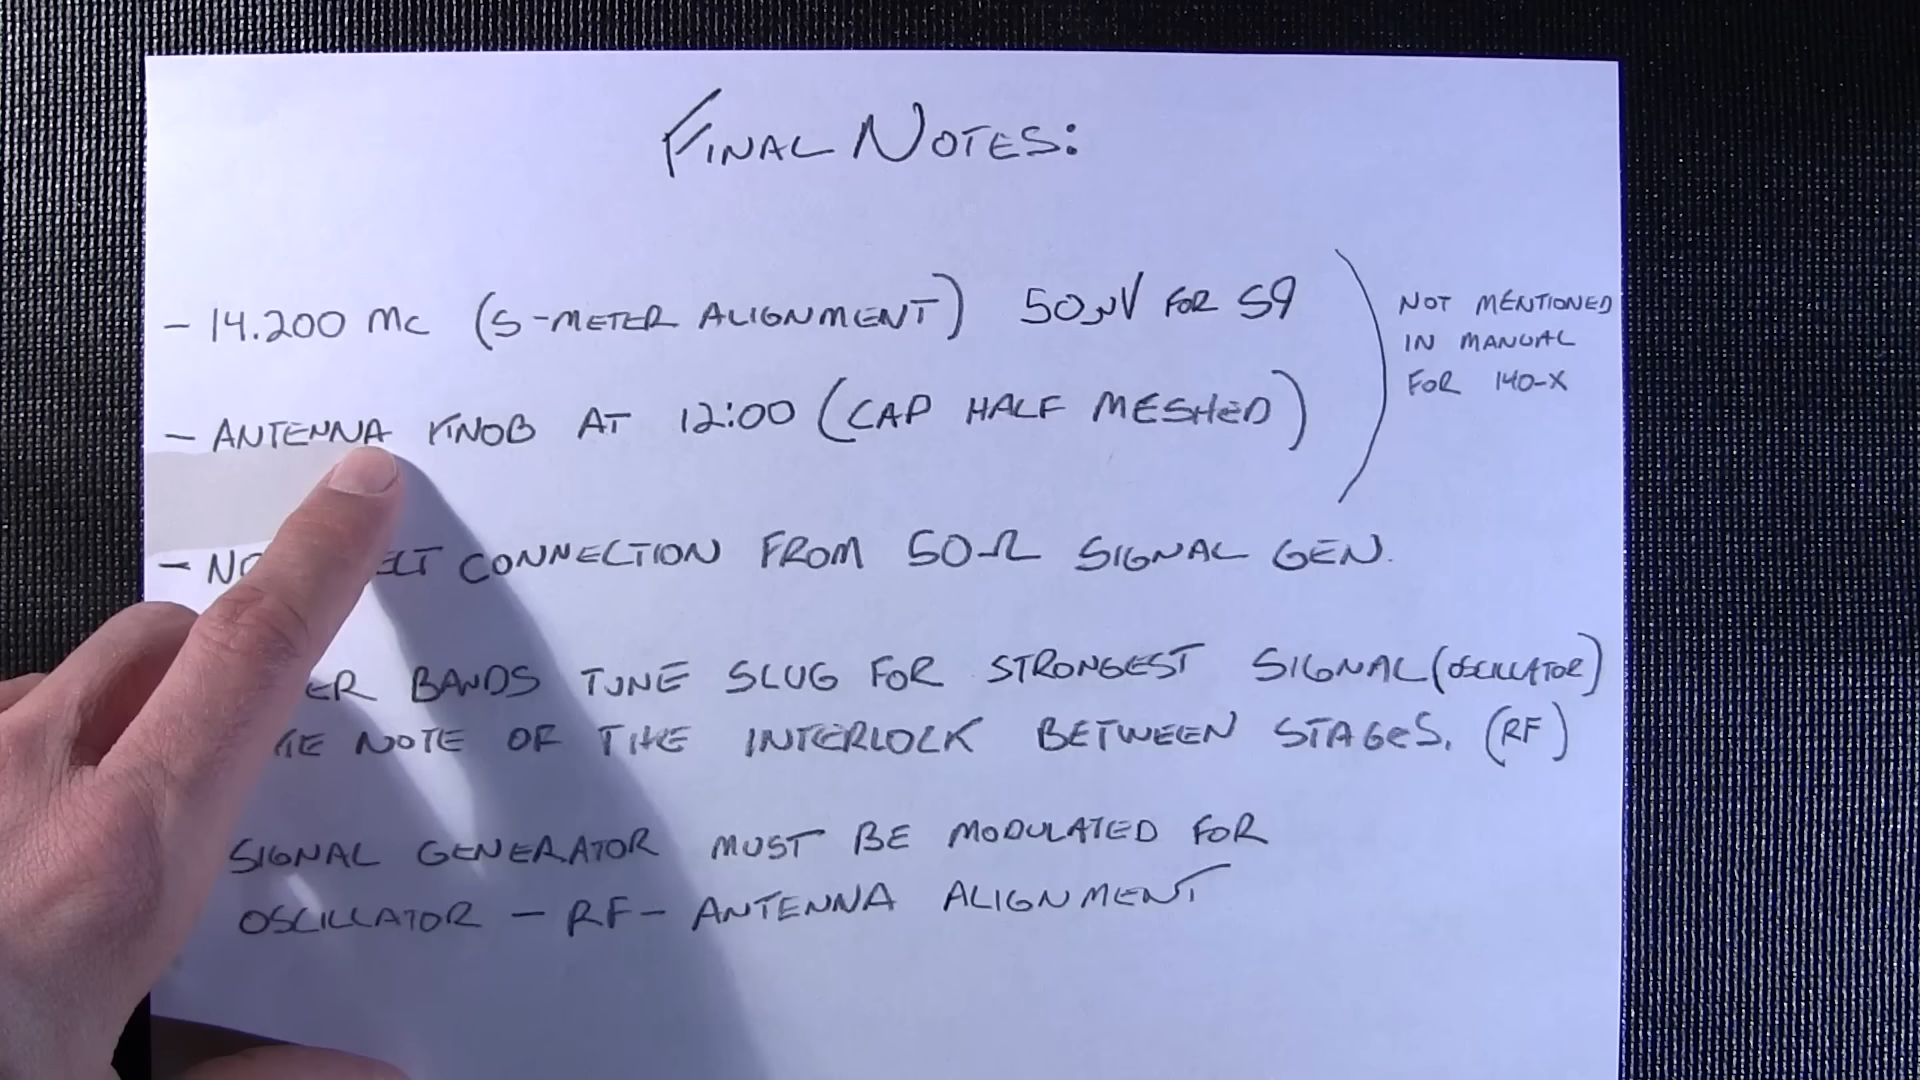 FINAL NOTES:
- 14.200 MC (S-METER ALIGNMENT) 50µV FOR S9
NOT MENTIONED
IN MANUAL
FOR 140-X
- ANTENNA KNOB AT 12:00 (CAP HALF MESHED)
- CONNECTION FROM 50Ω SIGNAL GEN.
BANDS TUNE SLUG FOR STRONGEST SIGNAL (OSCILLATOR)
NOTE OF THE INTERLOCK BETWEEN STAGES. (RF)
SIGNAL GENERATOR MUST BE MODULATED FOR
OSCILLATOR - RF - ANTENNA ALIGNMENT